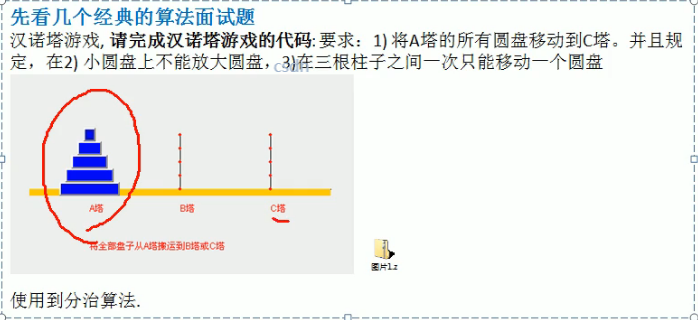 先看几个经典的算法面试题
汉诺塔游戏, 请完成汉诺塔游戏的代码: 要求：1) 将A塔的所有圆盘移动到C塔。并且规
定，在2) 小圆盘上不能放大圆盘，3)在三根柱子之间一次只能移动一个圆盘
csdn
A塔
B塔
C塔
将全部盘子从A塔搬运到B塔或C塔
图片1.z
使用到分治算法.